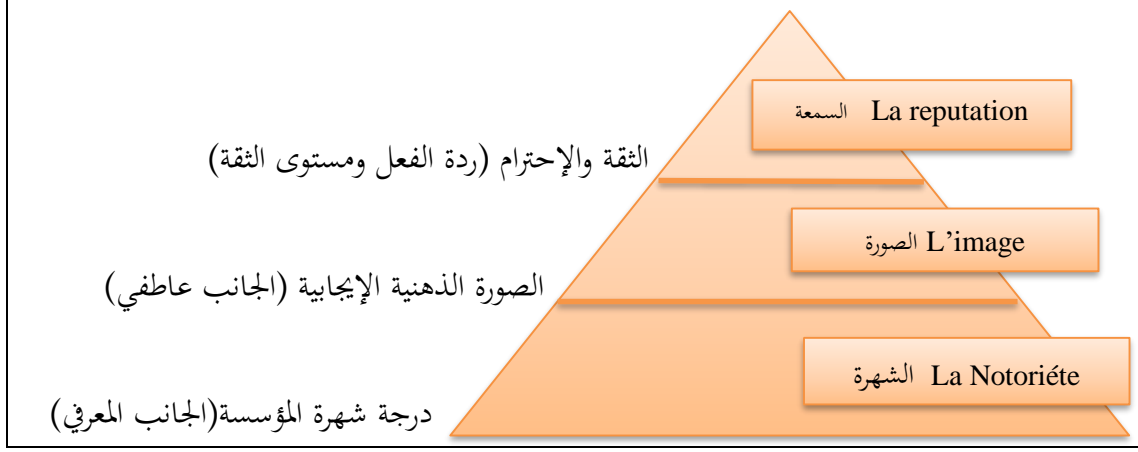 السمعة La reputation
الثقة والإحترام (ردة الفعل ومستوى الثقة)
الصورة L’image
الصورة الذهنية الإيجابية (الجانب عاطفي)
الشهرة La Notoriéte
درجة شهرة المؤسسة(الجانب المعرفي)